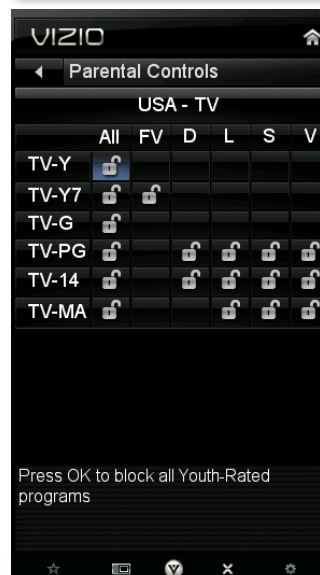 VIZIO
Parental Controls
USA - TV
All FV D L S V
TV-Y
TV-Y7
TV-G
TV-PG
TV-14
TV-MA
Press OK to block all Youth-Rated
programs
V